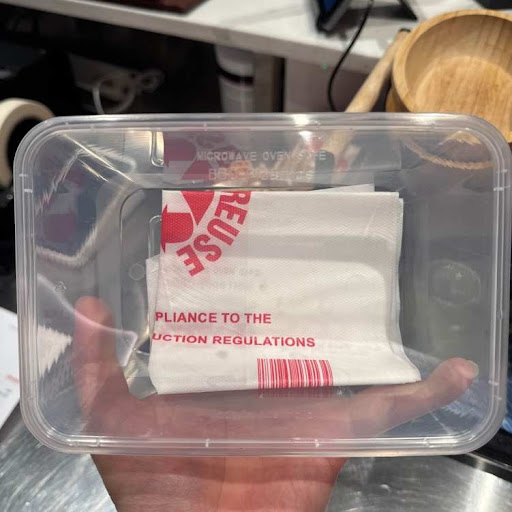 MICROWAVE OVEN SAFE
REUSE
PLIANCE TO THE
UCTION REGULATIONS